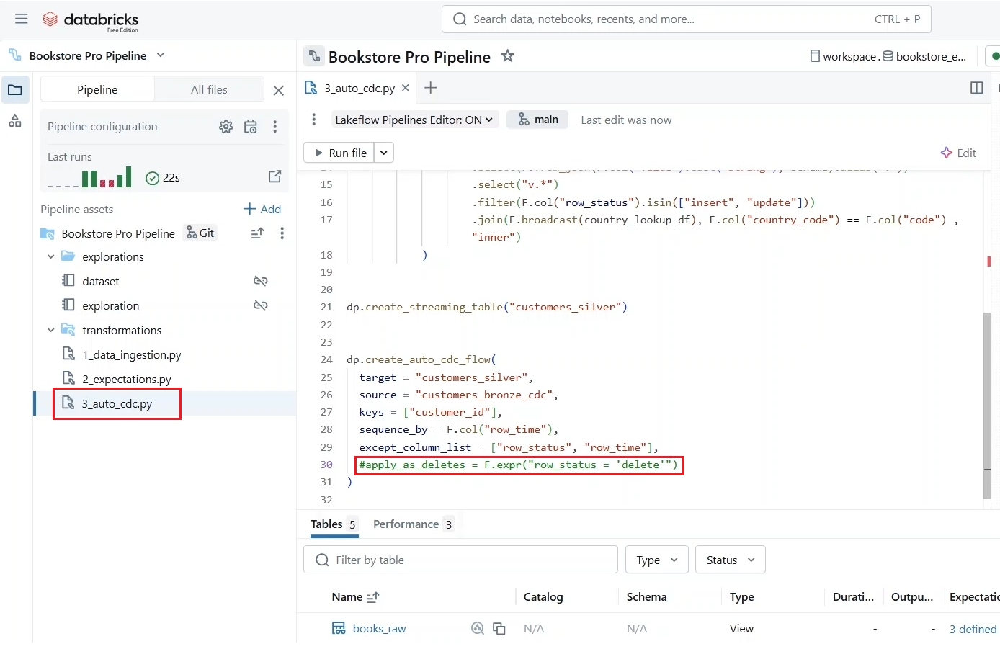 databricks
Free Edition
Search data, notebooks, recents, and more...
CTRL + P
Bookstore Pro Pipeline
Bookstore Pro Pipeline
workspace.
bookstore_e...
Pipeline
All files
3_auto_cdc.py
Pipeline configuration
Lakeflow Pipelines Editor: ON
main
Last edit was now
Last runs
22s
Run file
Edit
Pipeline assets
Add
Bookstore Pro Pipeline
Git
explorations
dataset
exploration
transformations
1_data_ingestion.py
2_expectations.py
3_auto_cdc.py
15 .select("v.*")
16 .filter(F.col("row_status").isin(["insert", "update"]))
17 .join(F.broadcast(country_lookup_df), F.col("country_code") == F.col("code") ,
"inner")
18 )
19
20
21 dp.create_streaming_table("customers_silver")
22
23
24 dp.create_auto_cdc_flow(
25 target = "customers_silver",
26 source = "customers_bronze_cdc",
27 keys = ["customer_id"],
28 sequence_by = F.col("row_time"),
29 except_column_list = ["row_status", "row_time"],
30 #apply_as_deletes = F.expr("row_status = 'delete'")
31 )
32
Tables 5
Performance 3
Filter by table
Type
Status
Name
Catalog
Schema
Type
Durati...
Outpu...
books_raw
N/A
N/A
View
-
-
3 defined